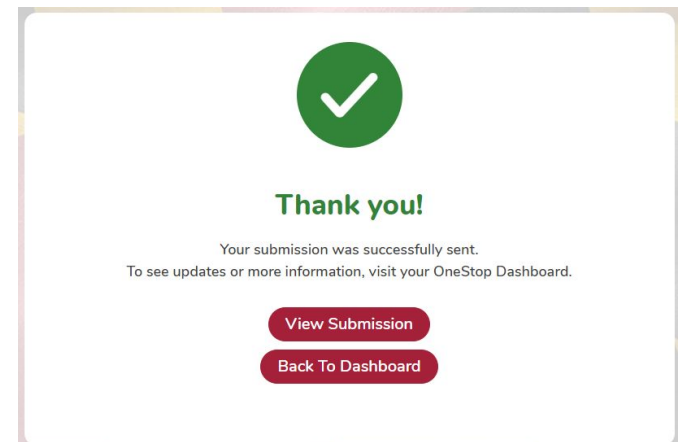 Thank you!
Your submission was successfully sent.
To see updates or more information, visit your OneStop Dashboard.
View Submission
Back To Dashboard